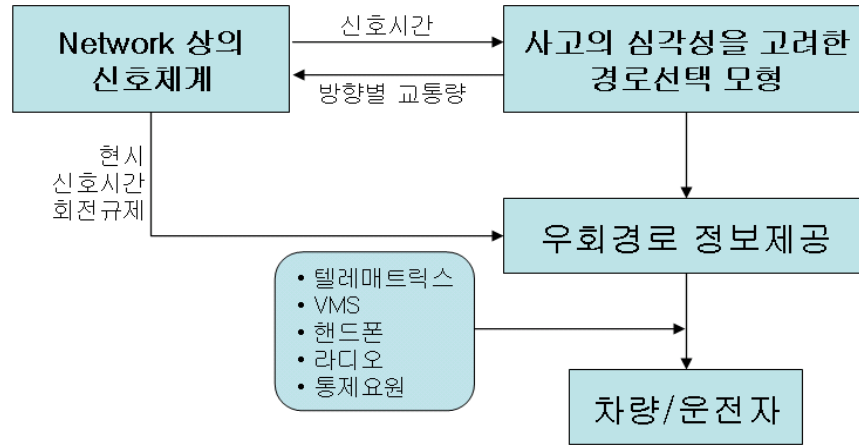 Network 상의
신호체계
신호시간
방향별 교통량
사고의 심각성을 고려한
경로선택 모형
현시
신호시간
회전규제
우회경로 정보제공
• 텔레매트릭스
• VMS
• 핸드폰
• 라디오
• 통제요원
차량/운전자